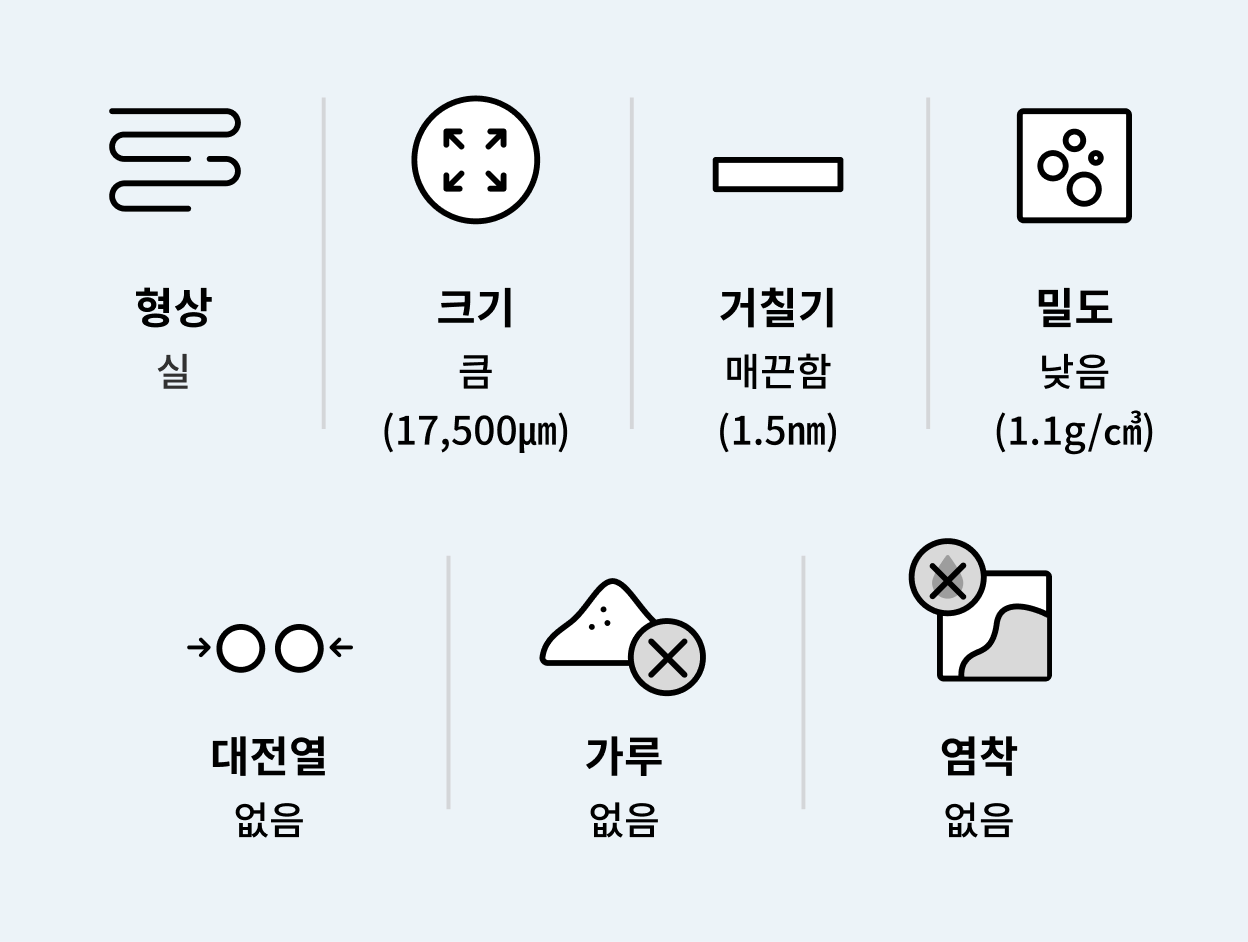 형상
실
크기
큼
(17,500μm)
거칠기
매끈함
(1.5nm)
밀도
낮음
(1.1g/㎤)
대전열
없음
가루
없음
염착
없음